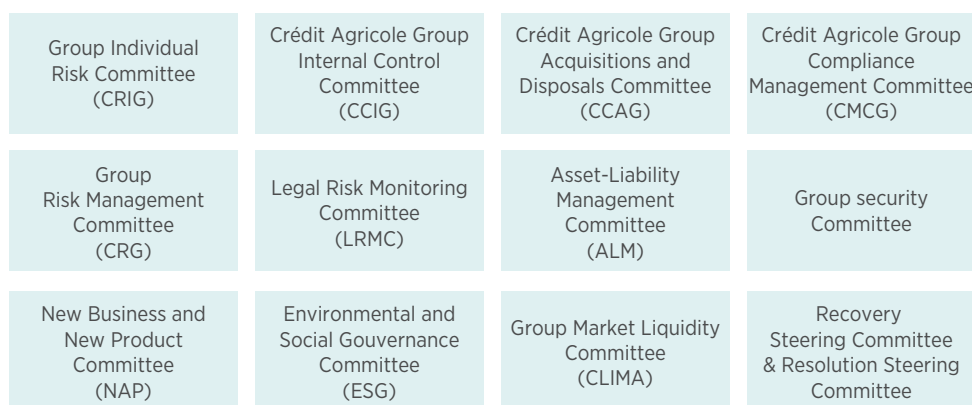 Group Individual
Risk Committee
(CRIG)
Crédit Agricole Group
Internal Control
Committee
(CCIG)
Crédit Agricole Group
Acquisitions and
Disposals Committee
(CCAG)
Crédit Agricole Group
Compliance
Management Committee
(CMCG)
Group
Risk Management
Committee
(CRG)
Legal Risk Monitoring
Committee
(LRMC)
Asset-Liability
Management
Committee
(ALM)
Group security
Committee
New Business and
New Product
Committee
(NAP)
Environmental and
Social Gouvernance
Committee
(ESG)
Group Market Liquidity
Committee
(CLIMA)
Recovery
Steering Committee
& Resolution Steering
Committee